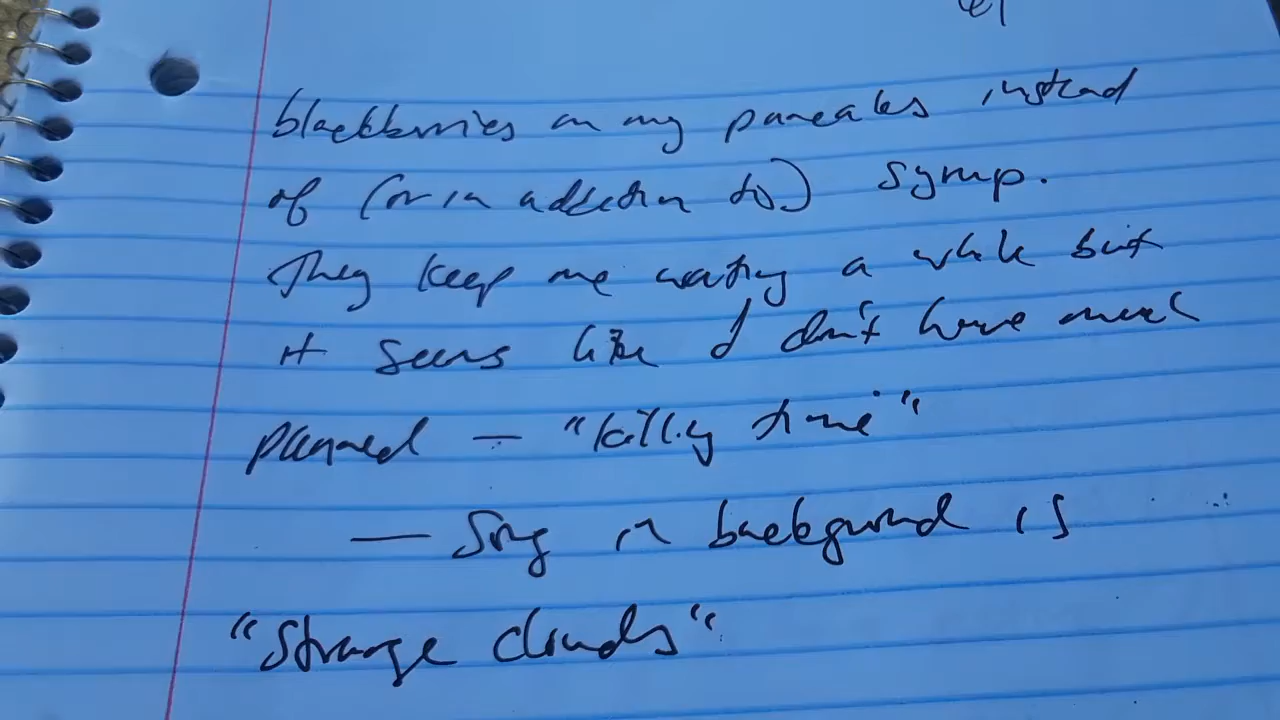 blackberries on my pancakes instead
of (or in addition to) syrup.
They keep me waiting a while but
it seems like I don't have much
planned — "killing time"
— Song in background is
"Strange clouds"